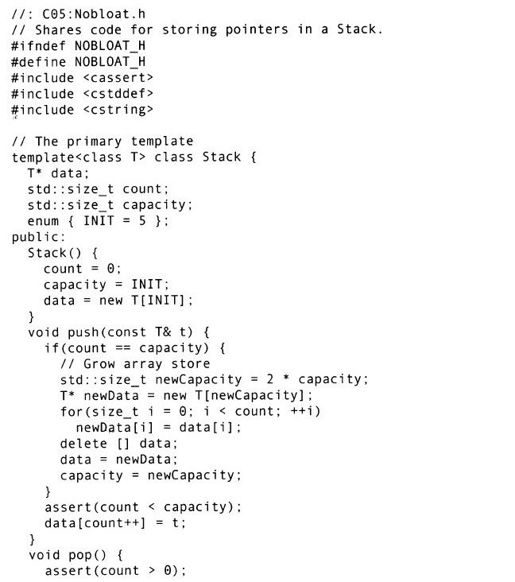 //: C05:Nobloat.h
// Shares code for storing pointers in a Stack.
#ifndef NOBLOAT_H
#define NOBLOAT_H
#include <cassert>
#include <cstddef>
#include <cstring>

// The primary template
template<class T> class Stack {
  T* data;
  std::size_t count;
  std::size_t capacity;
  enum { INIT = 5 };
public:
  Stack() {
    count = 0;
    capacity = INIT;
    data = new T[INIT];
  }
  void push(const T& t) {
    if(count == capacity) {
      // Grow array store
      std::size_t newCapacity = 2 * capacity;
      T* newData = new T[newCapacity];
      for(size_t i = 0; i < count; ++i)
        newData[i] = data[i];
      delete [] data;
      data = newData;
      capacity = newCapacity;
    }
    assert(count < capacity);
    data[count++] = t;
  }
  void pop() {
    assert(count > 0);